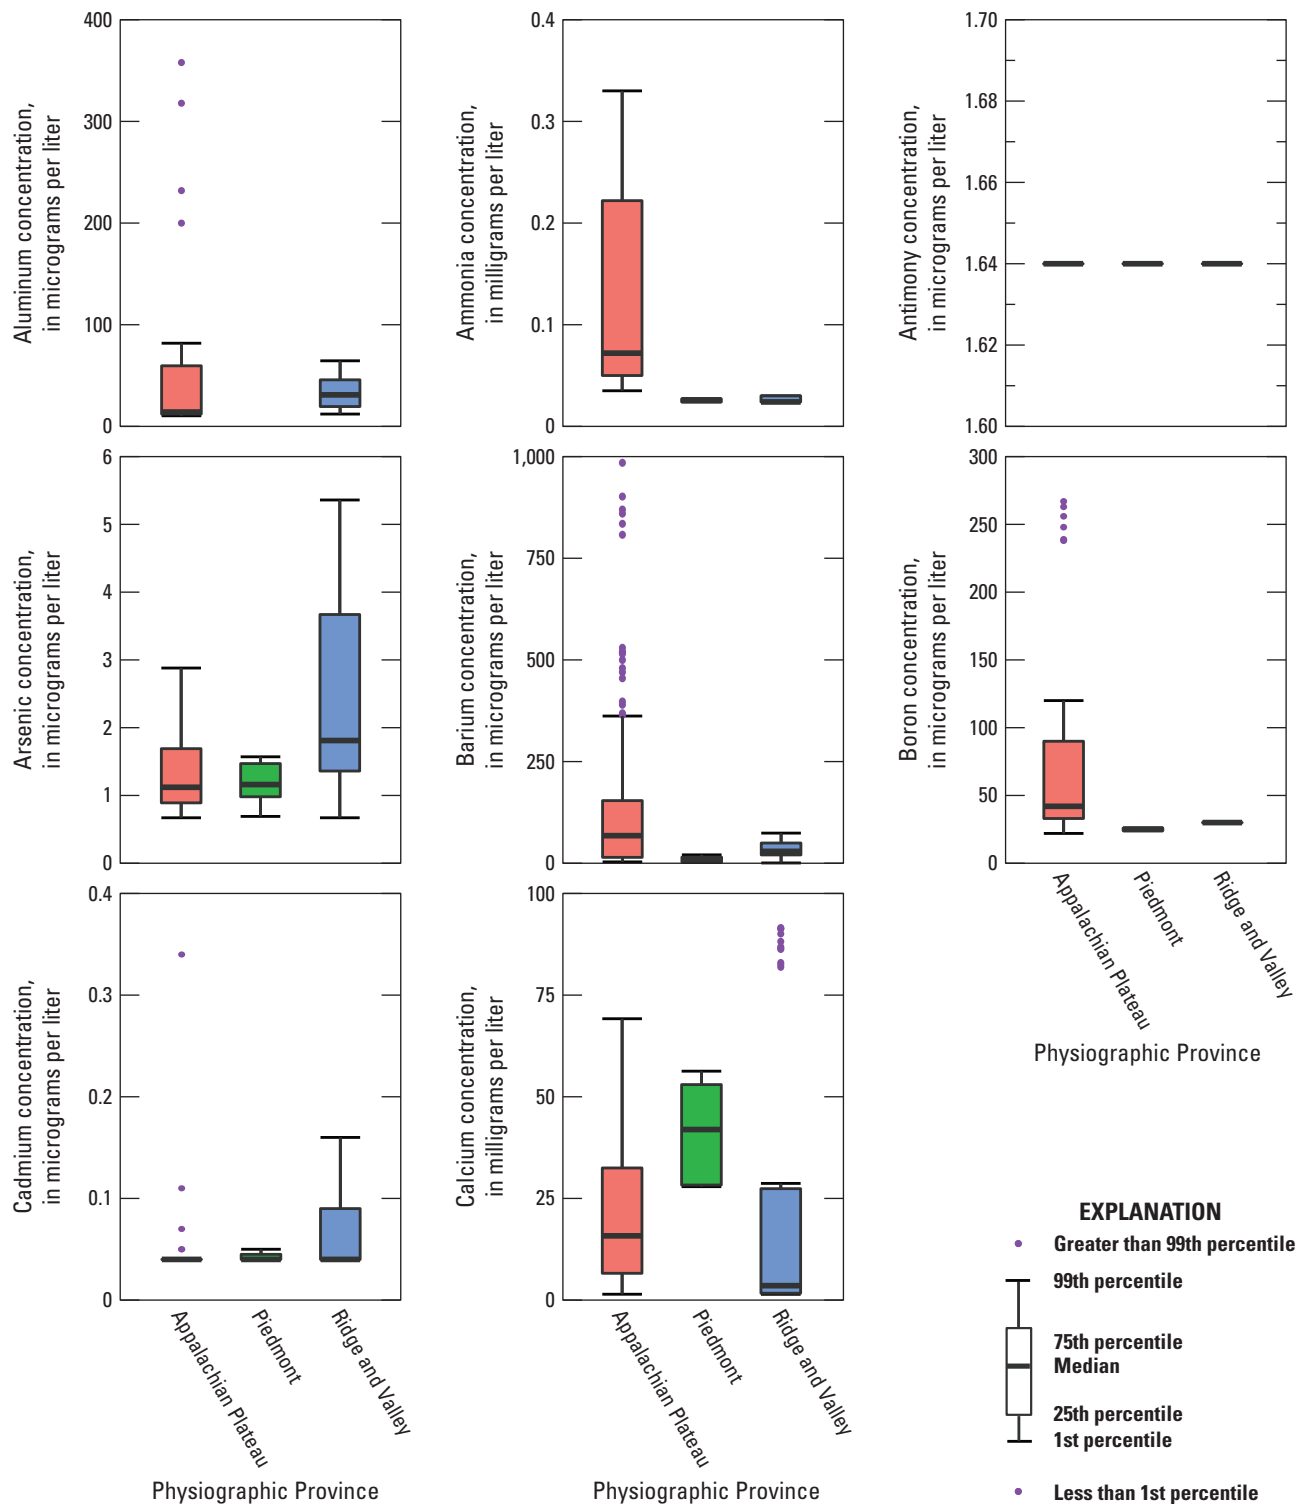 Aluminum concentration,
in micrograms per liter
400
300
200
100
0
Ammonia concentration,
in milligrams per liter
0.4
0.3
0.2
0.1
0
Antimony concentration,
in micrograms per liter
1.70
1.68
1.66
1.64
1.62
1.60
Arsenic concentration,
in micrograms per liter
6
5
4
3
2
1
0
Barium concentration,
in micrograms per liter
1,000
750
500
250
0
Boron concentration,
in micrograms per liter
300
250
200
150
100
50
0
Appalachian Plateau
Piedmont
Ridge and Valley
Physiographic Province
Cadmium concentration,
in micrograms per liter
0.4
0.3
0.2
0.1
0
Appalachian Plateau
Piedmont
Ridge and Valley
Physiographic Province
Calcium concentration,
in milligrams per liter
100
75
50
25
0
Appalachian Plateau
Piedmont
Ridge and Valley
Physiographic Province
EXPLANATION
Greater than 99th percentile
99th percentile
75th percentile
Median
25th percentile
1st percentile
Less than 1st percentile